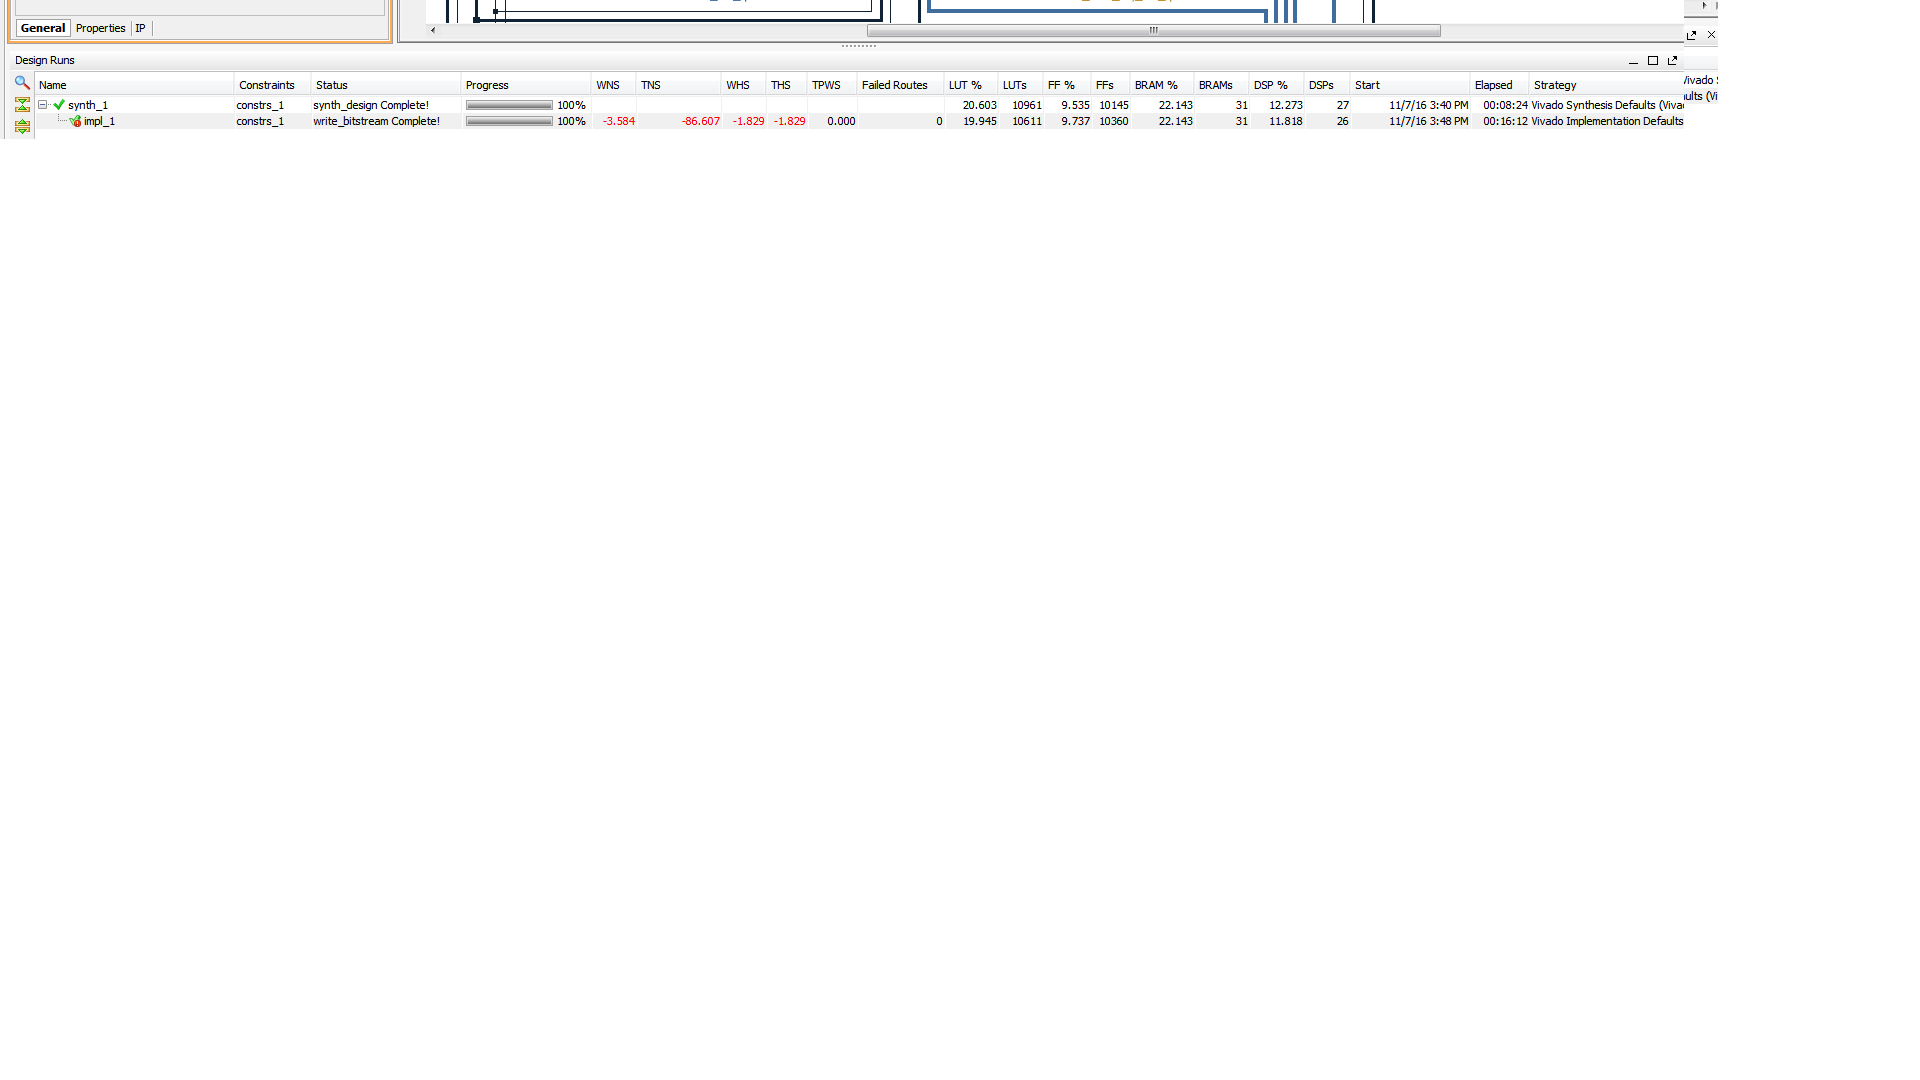 General Properties IP
Design Runs
Name Constraints Status Progress WNS TNS WHS THS TPWS Failed Routes LUT % LUTs FF % FFs BRAM % BRAMs DSP % DSPs Start Elapsed Strategy
synth_1 constrs_1 synth_design Complete! 100% 20.603 10961 9.535 10145 22.143 31 12.273 27 11/7/16 3:40 PM 00:08:24 Vivado Synthesis Defaults (Viva
impl_1 constrs_1 write_bitstream Complete! 100% -3.584 -86.607 -1.829 -1.829 0.000 0 19.945 10611 9.737 10360 22.143 31 11.818 26 11/7/16 3:48 PM 00:16:12 Vivado Implementation Defaults